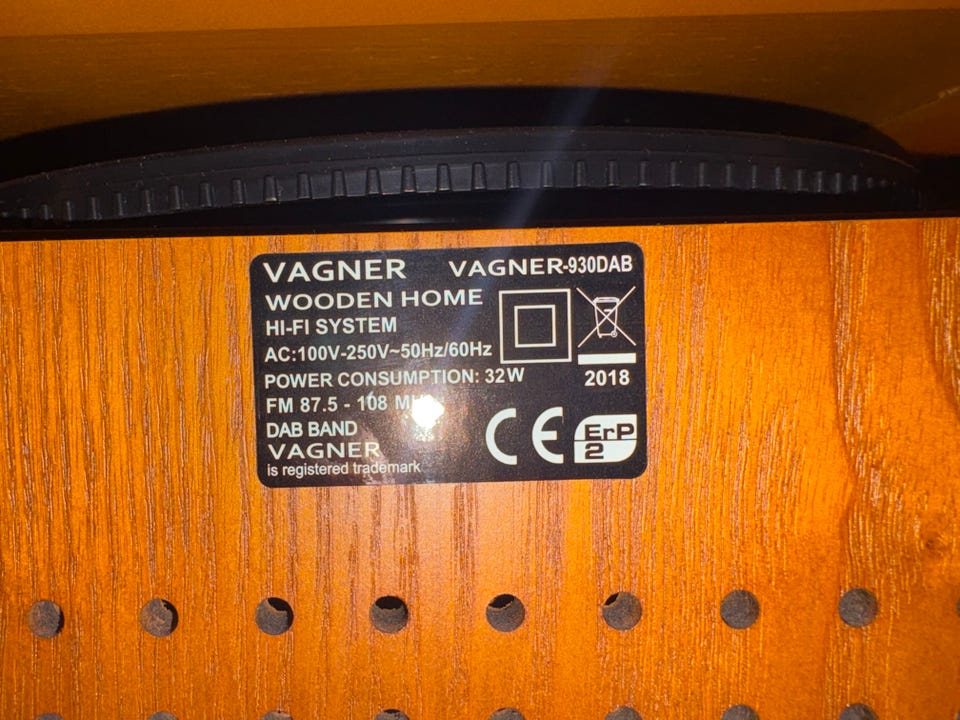 VAGNER VAGNER-930DAB
WOODEN HOME
HI-FI SYSTEM
AC:100V-250V~50Hz/60Hz
POWER CONSUMPTION: 32W
2018
FM 87.5 - 108
DAB BAND
VAGNER
is registered trademark
CE
ErP
2